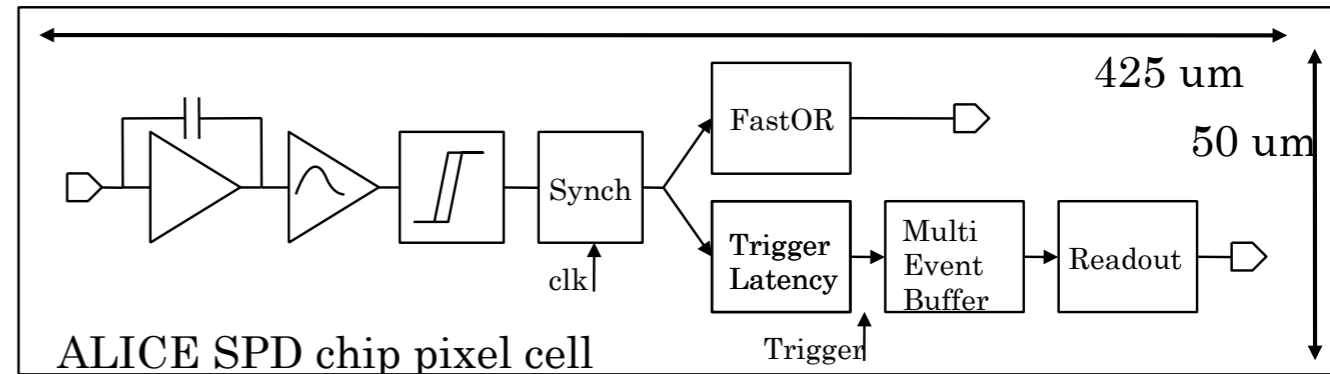 425 um
50 um
FastOR
Synch
clk
Trigger
Latency
Multi
Event
Buffer
Readout
Trigger
ALICE SPD chip pixel cell